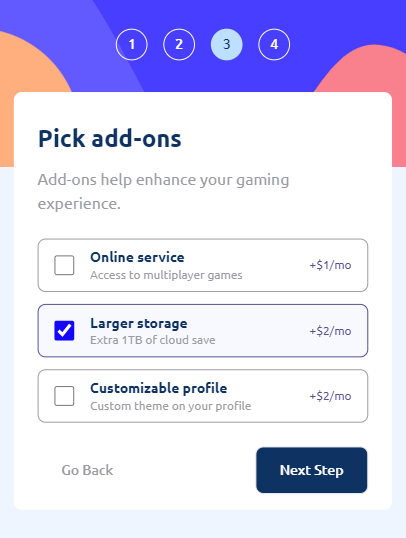 1 2 3 4
Pick add-ons
Add-ons help enhance your gaming
experience.
Online service
Access to multiplayer games
+$1/mo
Larger storage
Extra 1TB of cloud save
+$2/mo
Customizable profile
Custom theme on your profile
+$2/mo
Go Back
Next Step